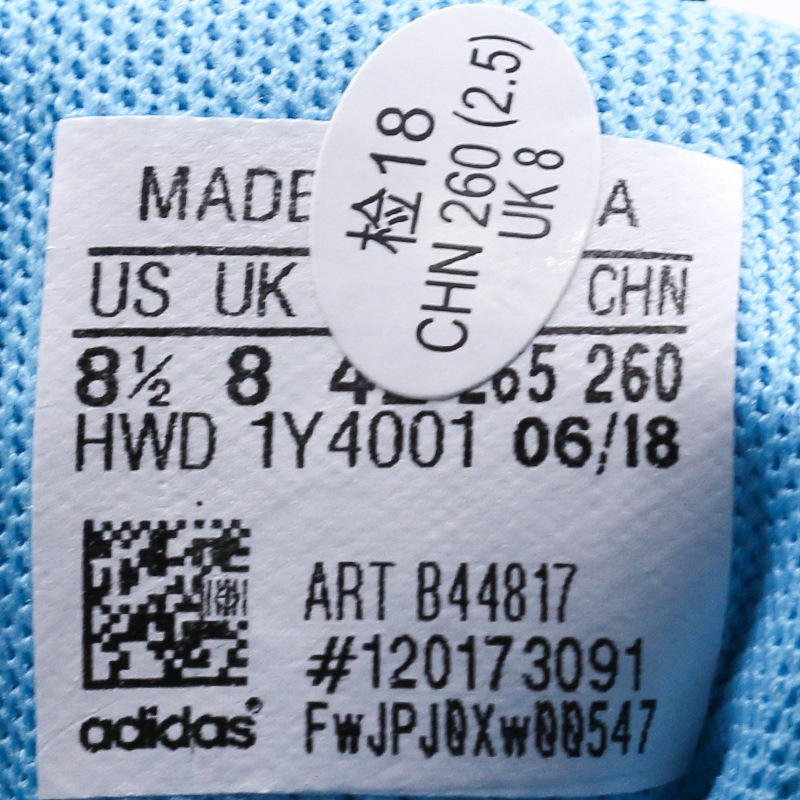 检18
CHN 260 (2.5)
UK 8
MADE
US UK CHN
8½ 8 265 260
HWD 1Y4001 06/18
ART B44817
#120173091
adidas
FwJPJ0Xw00547